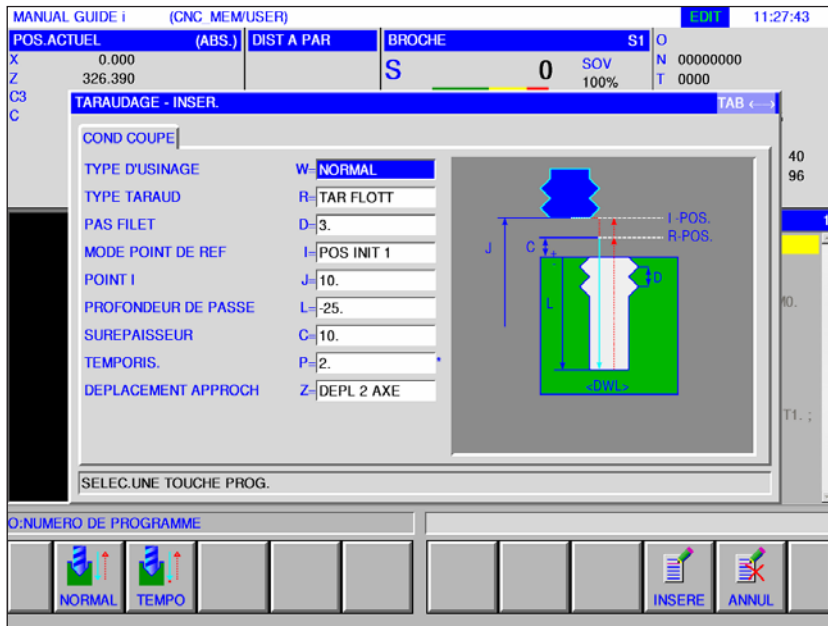 MANUAL GUIDE i (CNC_MEM/USER) EDIT 11:27:43
POS.ACTUEL (ABS.) DIST A PAR BROCHE S1 O
X 0.000 N 00000000
Z 326.390 S 0 SOV 100% T 0000
C3
C
TARAUDAGE - INSER. TAB ←→
COND COUPE
TYPE D'USINAGE W=NORMAL
TYPE TARAUD R=TAR FLOTT
PAS FILET D=3.
MODE POINT DE REF I=POS INIT 1
POINT I J=10.
PROFONDEUR DE PASSE L=-25.
SUREPAISSEUR C=10.
TEMPORIS. P=2. *
DEPLACEMENT APPROCH Z=DEPL 2 AXE
I-POS.
R-POS.
J C + -
D
L
<DWL>
40
96
1
M0.
T1. ;
SELEC.UNE TOUCHE PROG.
O:NUMERO DE PROGRAMME
NORMAL TEMPO INSERE ANNUL